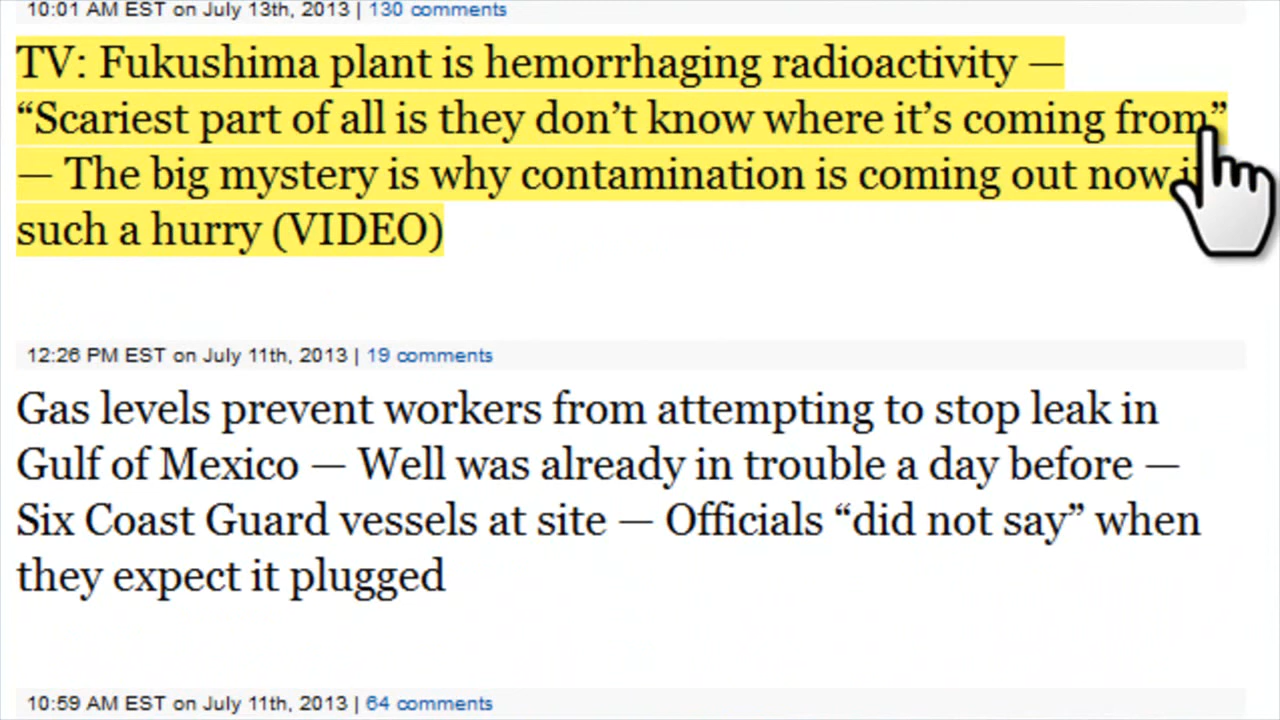 10:01 AM EST on July 13th, 2013 | 130 comments
TV: Fukushima plant is hemorrhaging radioactivity —
“Scariest part of all is they don’t know where it’s coming from”
— The big mystery is why contamination is coming out now
such a hurry (VIDEO)
12:26 PM EST on July 11th, 2013 | 19 comments
Gas levels prevent workers from attempting to stop leak in
Gulf of Mexico — Well was already in trouble a day before —
Six Coast Guard vessels at site — Officials “did not say” when
they expect it plugged
10:59 AM EST on July 11th, 2013 | 64 comments